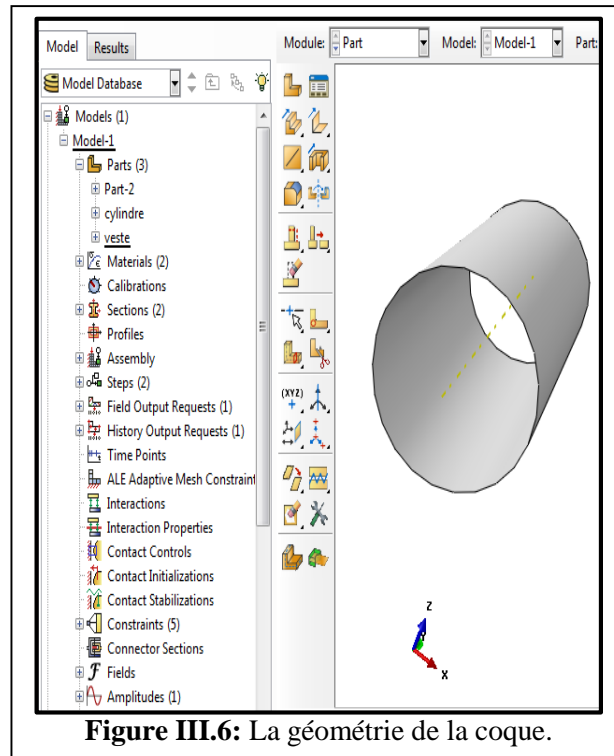 Model Results
Module: Part Model: Model-1 Part:
Model Database
Models (1)
Model-1
Parts (3)
Part-2
cylindre
veste
Materials (2)
Calibrations
Sections (2)
Profiles
Assembly
Steps (2)
Field Output Requests (1)
History Output Requests (1)
Time Points
ALE Adaptive Mesh Constraint
Interactions
Interaction Properties
Contact Controls
Contact Initializations
Contact Stabilizations
Constraints (5)
Connector Sections
Fields
Amplitudes (1)
(XYZ)
Z
Y
X
Figure III.6: La géométrie de la coque.